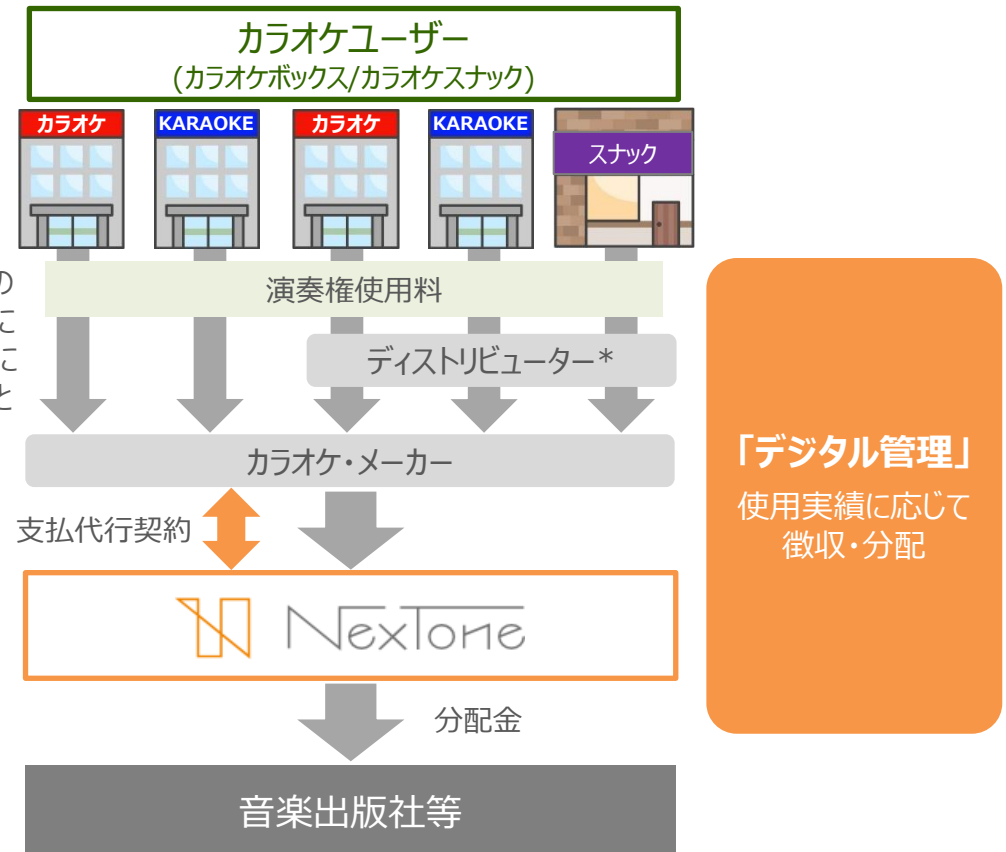 カラオケユーザー
(カラオケボックス/カラオケスナック)
カラオケ
KARAOKE
カラオケ
KARAOKE
スナック
演奏権使用料
の
に
に
と
ディストリビューター*
カラオケ・メーカー
支払代行契約
NexTone
分配金
音楽出版社等
「デジタル管理」
使用実績に応じて
徴収・分配